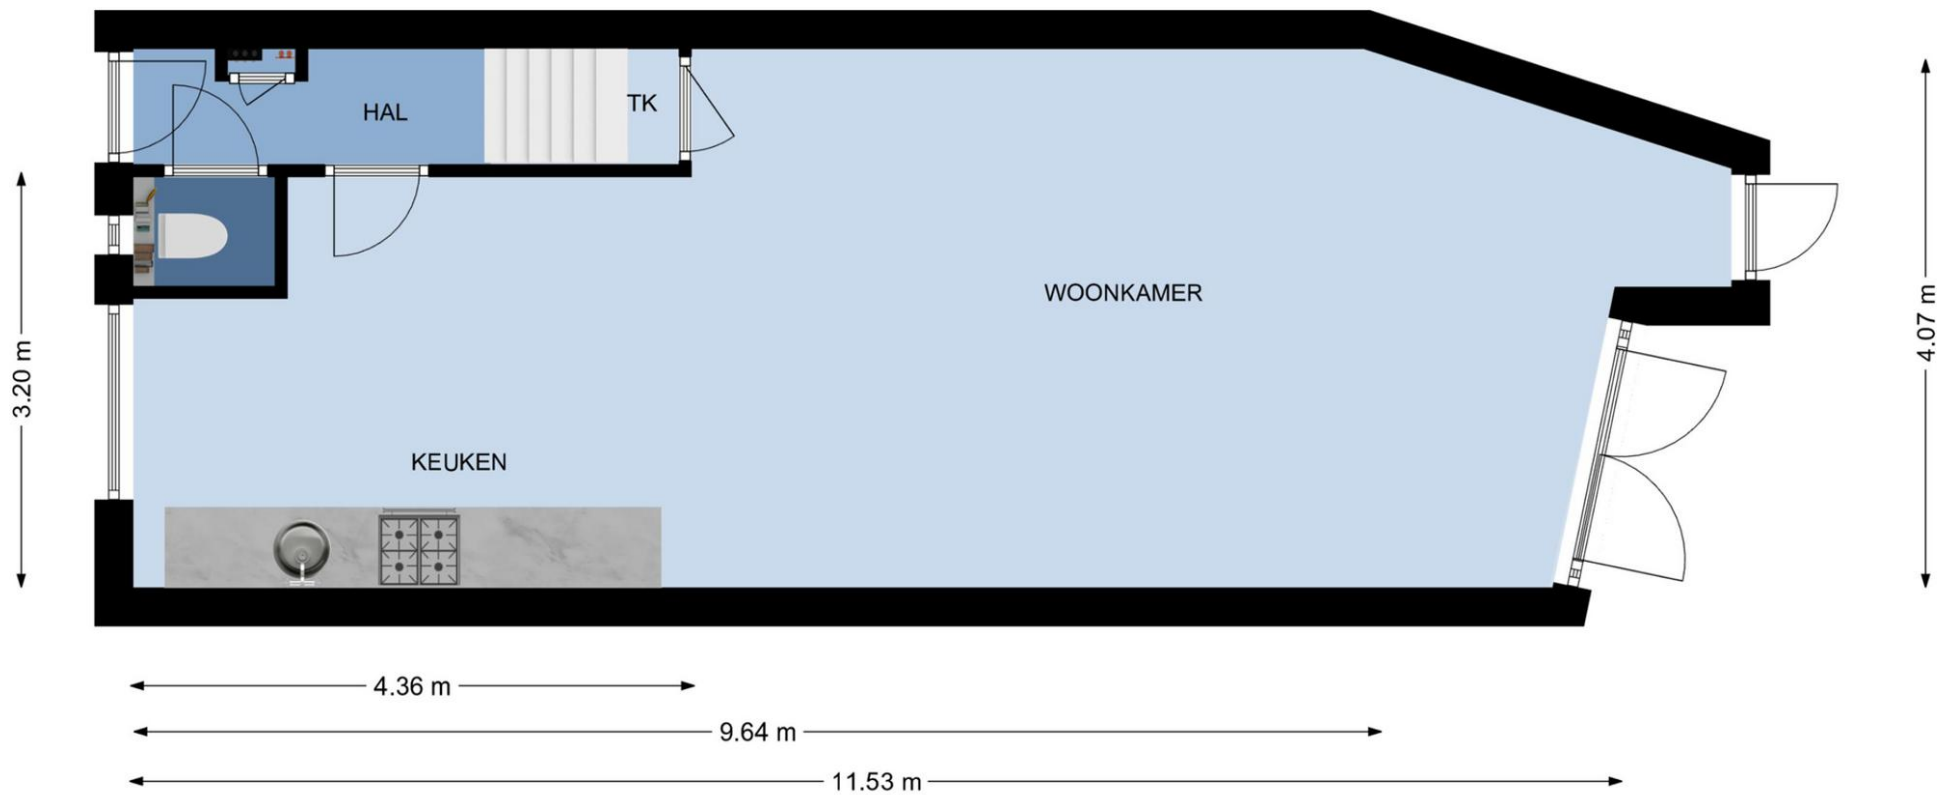 HAL
TK
WOONKAMER
KEUKEN
3.20 m
4.07 m
4.36 m
9.64 m
11.53 m